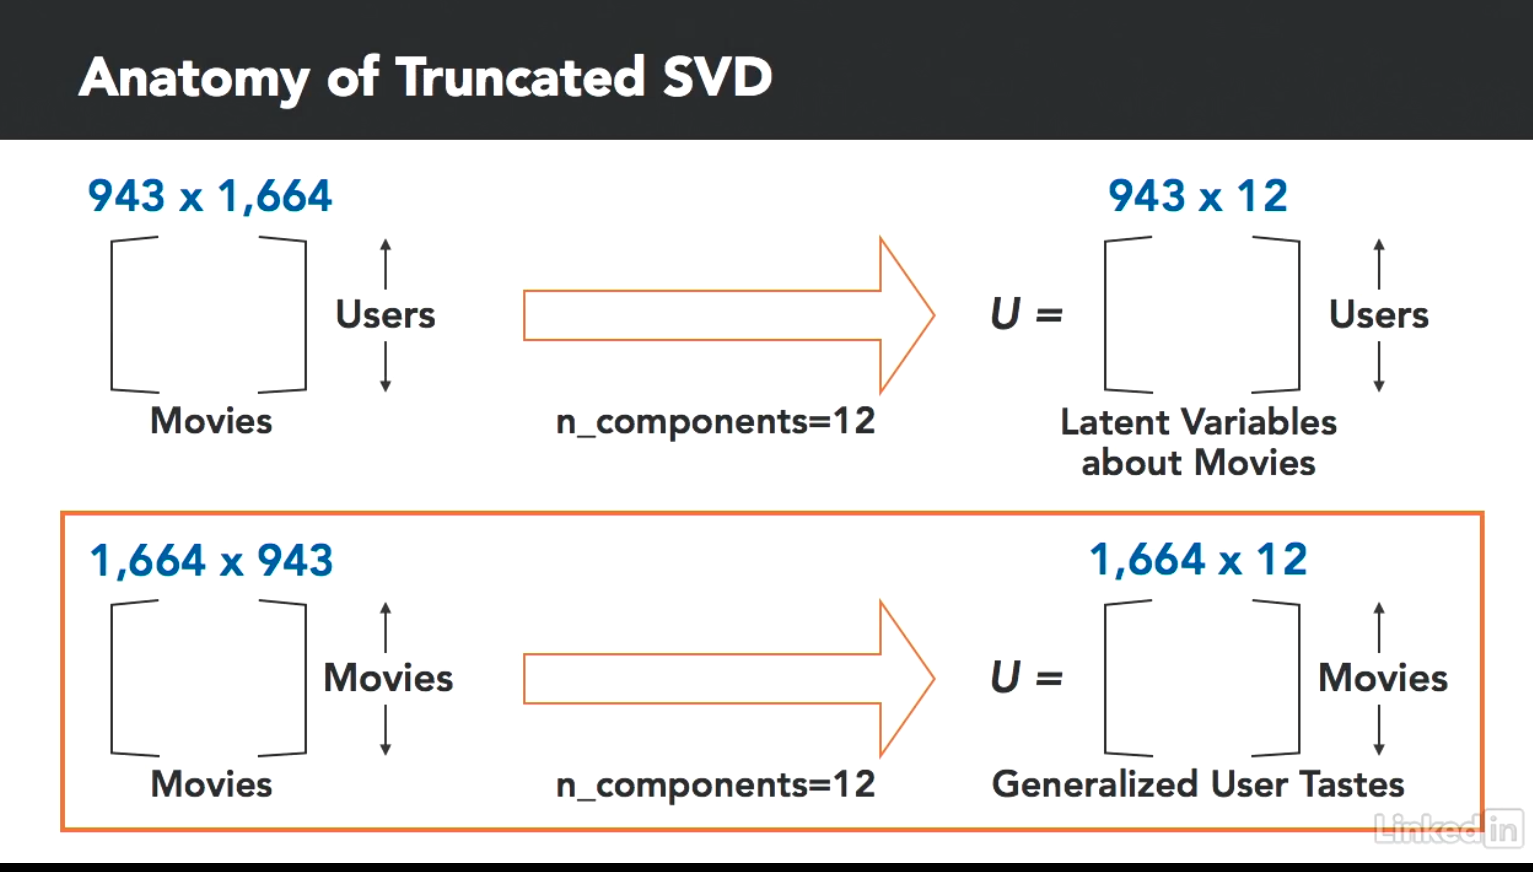 Anatomy of Truncated SVD
943 x 1,664
943 x 12
Users
U =
Users
Movies
n_components=12
Latent Variables
about Movies
1,664 x 943
1,664 x 12
Movies
U =
Movies
Movies
n_components=12
Generalized User Tastes
Linked in